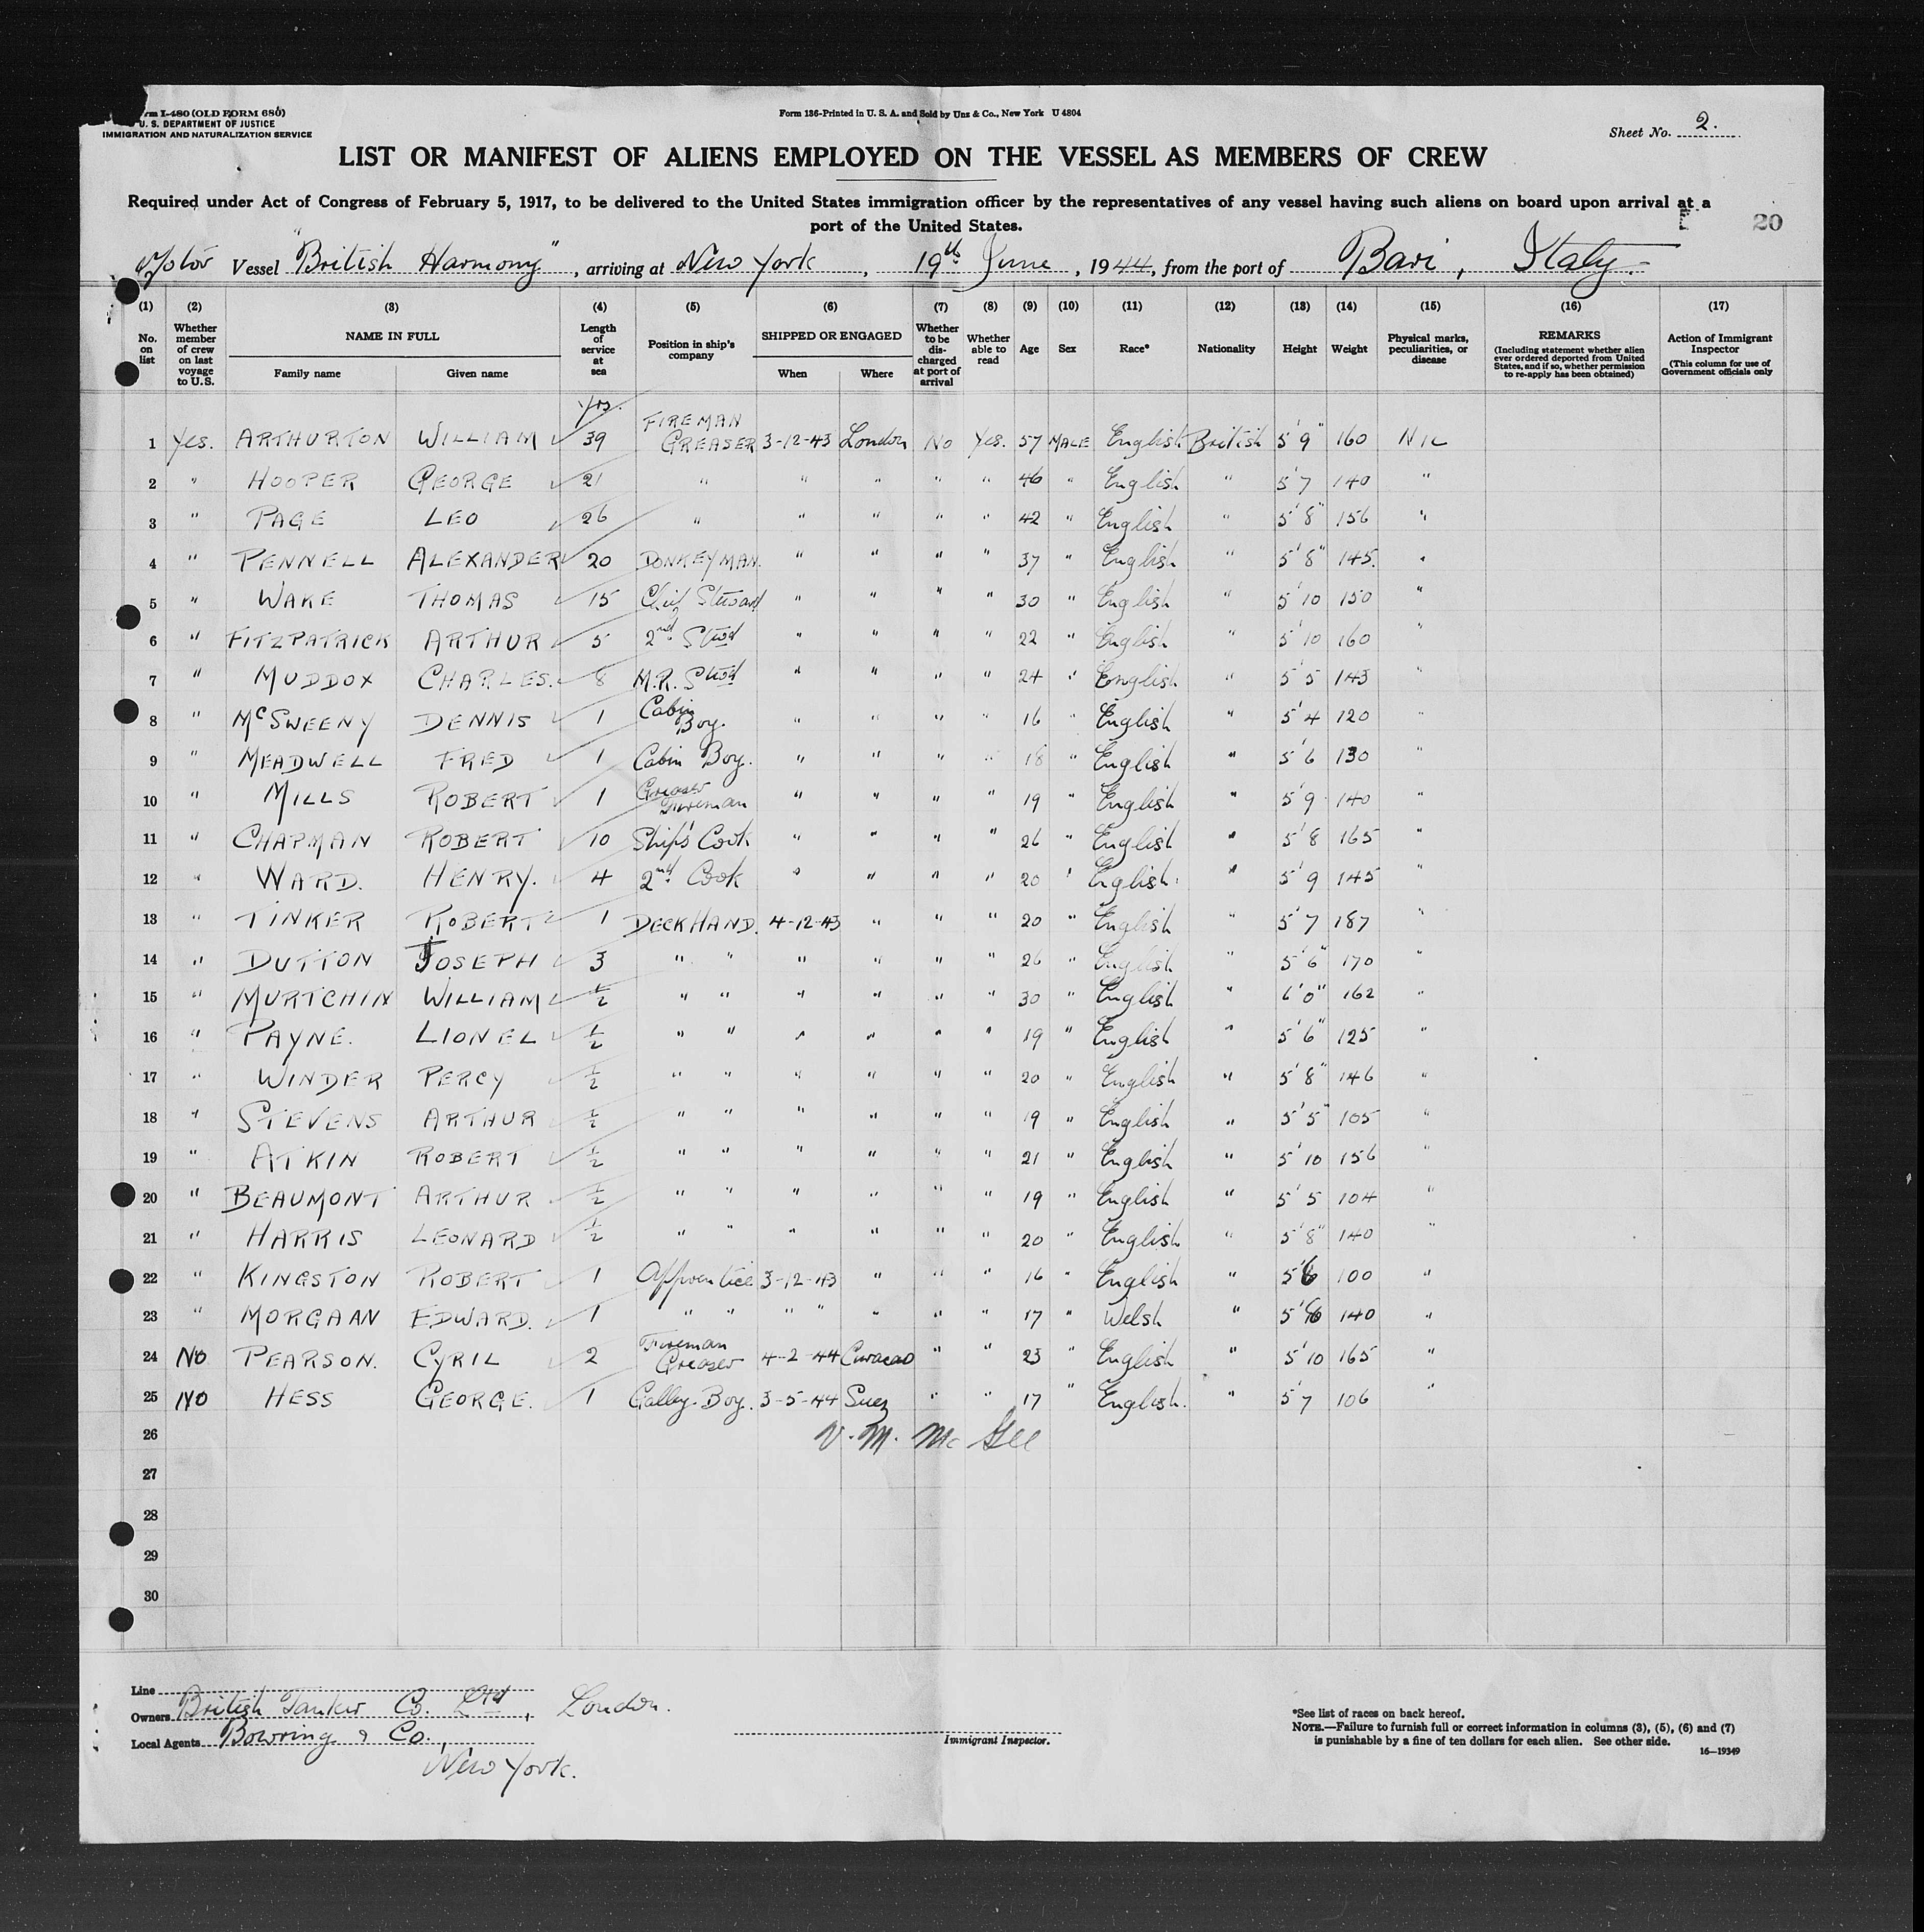 Form I-480 (OLD FORM 680)
U. S. DEPARTMENT OF JUSTICE
IMMIGRATION AND NATURALIZATION SERVICE
Form 136-Printed in U. S. A. and Sold by Unz & Co., New York U 4804
Sheet No. 2.
LIST OR MANIFEST OF ALIENS EMPLOYED ON THE VESSEL AS MEMBERS OF CREW
Required under Act of Congress of February 5, 1917, to be delivered to the United States immigration officer by the representatives of any vessel having such aliens on board upon arrival at a
port of the United States.
20
Motor Vessel "British Harmony", arriving at New York, 19th June, 1944, from the port of Bari, Italy.
(1) (2) (3) (4) (5) (6) (7) (8) (9) (10) (11) (12) (13) (14) (15) (16) (17)
No. on list
Whether member of crew on last voyage to U.S.
NAME IN FULL
Family name Given name
Length of service at sea
Position in ship's company
SHIPPED OR ENGAGED
When Where
Whether to be discharged at port of arrival
Whether able to read
Age
Sex
Race*
Nationality
Height
Weight
Physical marks, peculiarities, or disease
REMARKS
(Including statement whether alien ever ordered deported from United States, and if so, whether permission to re-apply has been obtained)
Action of Immigrant Inspector
(This column for use of Government officials only
Yrs.
1 Yes. ARTHURTON WILLIAM 39 FIREMAN GREASER 3-12-43 London No Yes. 57 MALE English British 5'9" 160 NIL
2 " HOOPER GEORGE 21 " " " " " 46 " English " 5'7 140 "
3 " PAGE LEO 26 " " " " " 42 " English " 5'8" 156 "
4 " PENNELL ALEXANDER 20 DONKEYMAN. " " " " 37 " English " 5'8" 145. "
5 " WAKE THOMAS 15 Chief Steward " " " " 30 " English " 5'10 150 "
6 " FITZPATRICK ARTHUR 5 2nd Stwd " " " " 22 " English " 5'10 160 "
7 " MUDDOX CHARLES. 8 M.R. Stwd " " " " 24 " English " 5'5 143 "
8 " McSWEENY DENNIS 1 Cabin Boy. " " " " 16 " English " 5'4 120 "
9 " MEADWELL FRED 1 Cabin Boy. " " " " 18 " English " 5'6 130 "
10 " MILLS ROBERT 1 Greaser Fireman " " " " 19 " English " 5'9 140 "
11 " CHAPMAN ROBERT 10 Ship's Cook " " " " 26 " English " 5'8 165 "
12 " WARD. HENRY. 4 2nd Cook " " " " 20 " English. " 5'9 145 "
13 " TINKER ROBERT 1 DECK HAND. 4-12-43 " " " 20 " English " 5'7 187 "
14 " DUTTON JOSEPH 3 " " " " " " 26 " English " 5'6" 170 "
15 " MURTCHIN WILLIAM ½ " " " " " " 30 " English " 6'0" 162 "
16 " PAYNE. LIONEL ½ " " " " " " 19 " English " 5'6" 125 "
17 " WINDER PERCY ½ " " " " " " 20 " English " 5'8" 146 "
18 " STEVENS ARTHUR ½ " " " " " " 19 " English " 5'5" 105 "
19 " ATKIN ROBERT ½ " " " " " " 21 " English " 5'10 156 "
20 " BEAUMONT ARTHUR ½ " " " " " " 19 " English " 5'5 104 "
21 " HARRIS LEONARD ½ " " " " " " 20 " English " 5'8" 140 "
22 " KINGSTON ROBERT 1 Apprentice 3-12-43 " " " 16 " English " 5'6 100 "
23 " MORGAAN EDWARD. 1 " " " " " " " 17 " Welsh " 140 "
24 NO PEARSON. CYRIL 2 Fireman Greaser 4-2-44 Curacao " " 23 " English " 5'10 165 "
25 NO HESS GEORGE. 1 Galley-Boy. 3-5-44 Suez " " 17 " English. " 5'7 106 "
26 V. M. Mc Gee
27
28
29
30
Line
Owners British Tanker Co. Ltd, London.
Local Agents Bowring & Co.,
New York.
Immigrant Inspector.
*See list of races on back hereof.
NOTE.—Failure to furnish full or correct information in columns (3), (5), (6) and (7)
is punishable by a fine of ten dollars for each alien. See other side.
16—19349